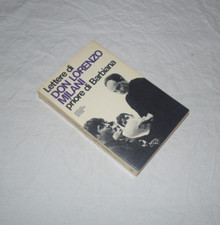 Lettere di
DON LORENZO
MILANI
priore di Barbiana